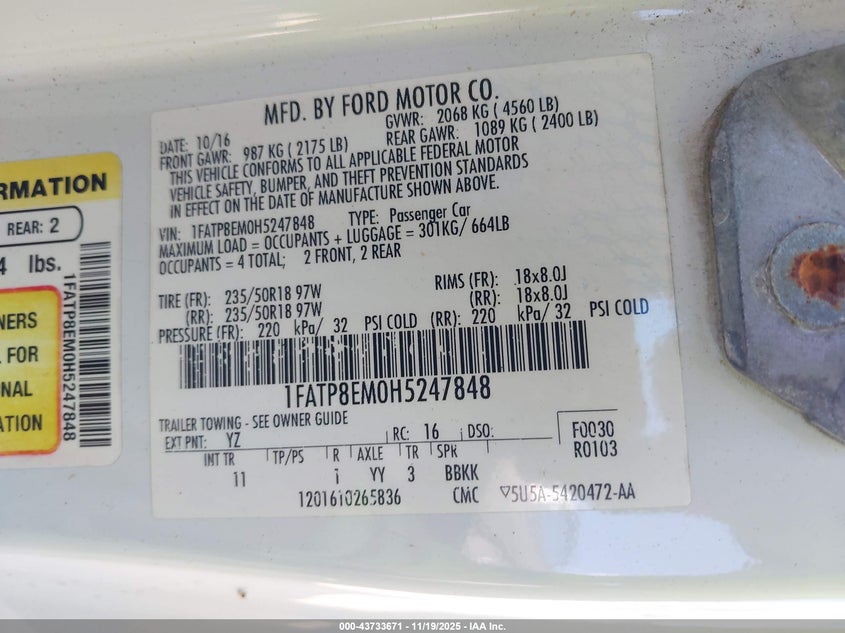 MFD. BY FORD MOTOR CO.
DATE: 10/16 GVWR: 2068 KG (4560 LB)
FRONT GAWR: 987 KG (2175 LB) REAR GAWR: 1089 KG (2400 LB)
THIS VEHICLE CONFORMS TO ALL APPLICABLE FEDERAL MOTOR
VEHICLE SAFETY, BUMPER, AND THEFT PREVENTION STANDARDS
IN EFFECT ON THE DATE OF MANUFACTURE SHOWN ABOVE.
VIN: 1FATP8EM0H5247848 TYPE: Passenger Car
MAXIMUM LOAD = OCCUPANTS + LUGGAGE = 301KG/ 664LB
OCCUPANTS = 4 TOTAL; 2 FRONT, 2 REAR
TIRE (FR): 235/50R18 97W RIMS (FR): 18x8.0J
(RR): 235/50R18 97W (RR): 18x8.0J
PRESSURE (FR): 220 kPa/ 32 PSI COLD (RR): 220 kPa/ 32 PSI COLD
1FATP8EM0H5247848
TRAILER TOWING - SEE OWNER GUIDE
EXT PNT: YZ RC: 16 DSO: F0030
R0103
INT TR TP/PS R AXLE TR SPR
11 i YY 3 BBKK
1201610265836 CMC ▽5U5A-5420472-AA
RMATION
REAR: 2
4 lbs.
1FATP8EM0H5247848
NERS
L FOR
ONAL
ATION
000-43733671 - 11/19/2025 - IAA Inc.